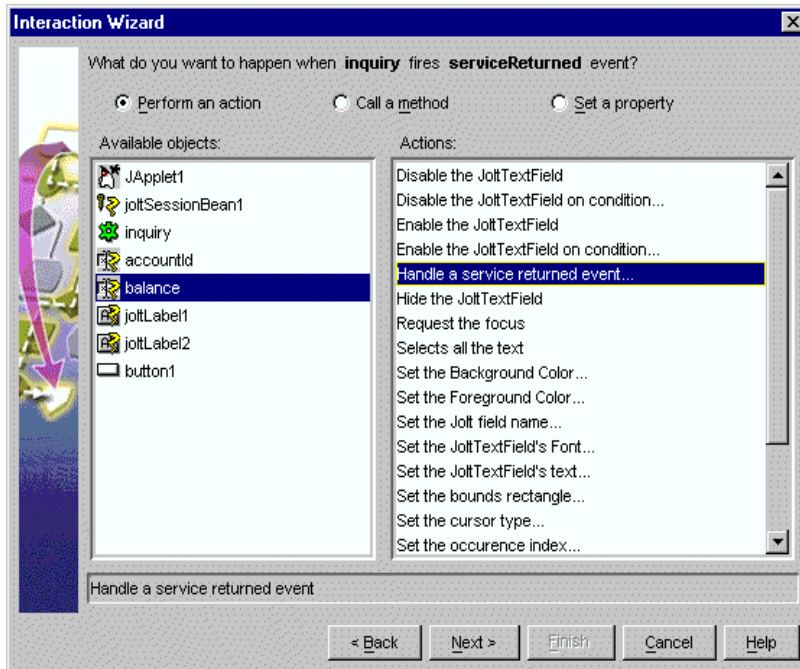 Interaction Wizard
What do you want to happen when inquiry fires serviceReturned event?
Perform an action
Call a method
Set a property
Available objects:
JApplet1
joltSessionBean1
inquiry
accountId
balance
joltLabel1
joltLabel2
button1
Actions:
Disable the JoltTextField
Disable the JoltTextField on condition...
Enable the JoltTextField
Enable the JoltTextField on condition...
Handle a service returned event...
Hide the JoltTextField
Request the focus
Selects all the text
Set the Background Color...
Set the Foreground Color...
Set the Jolt field name...
Set the JoltTextField's Font...
Set the JoltTextField's text...
Set the bounds rectangle...
Set the cursor type...
Set the occurence index...
Handle a service returned event
< Back
Next >
Finish
Cancel
Help